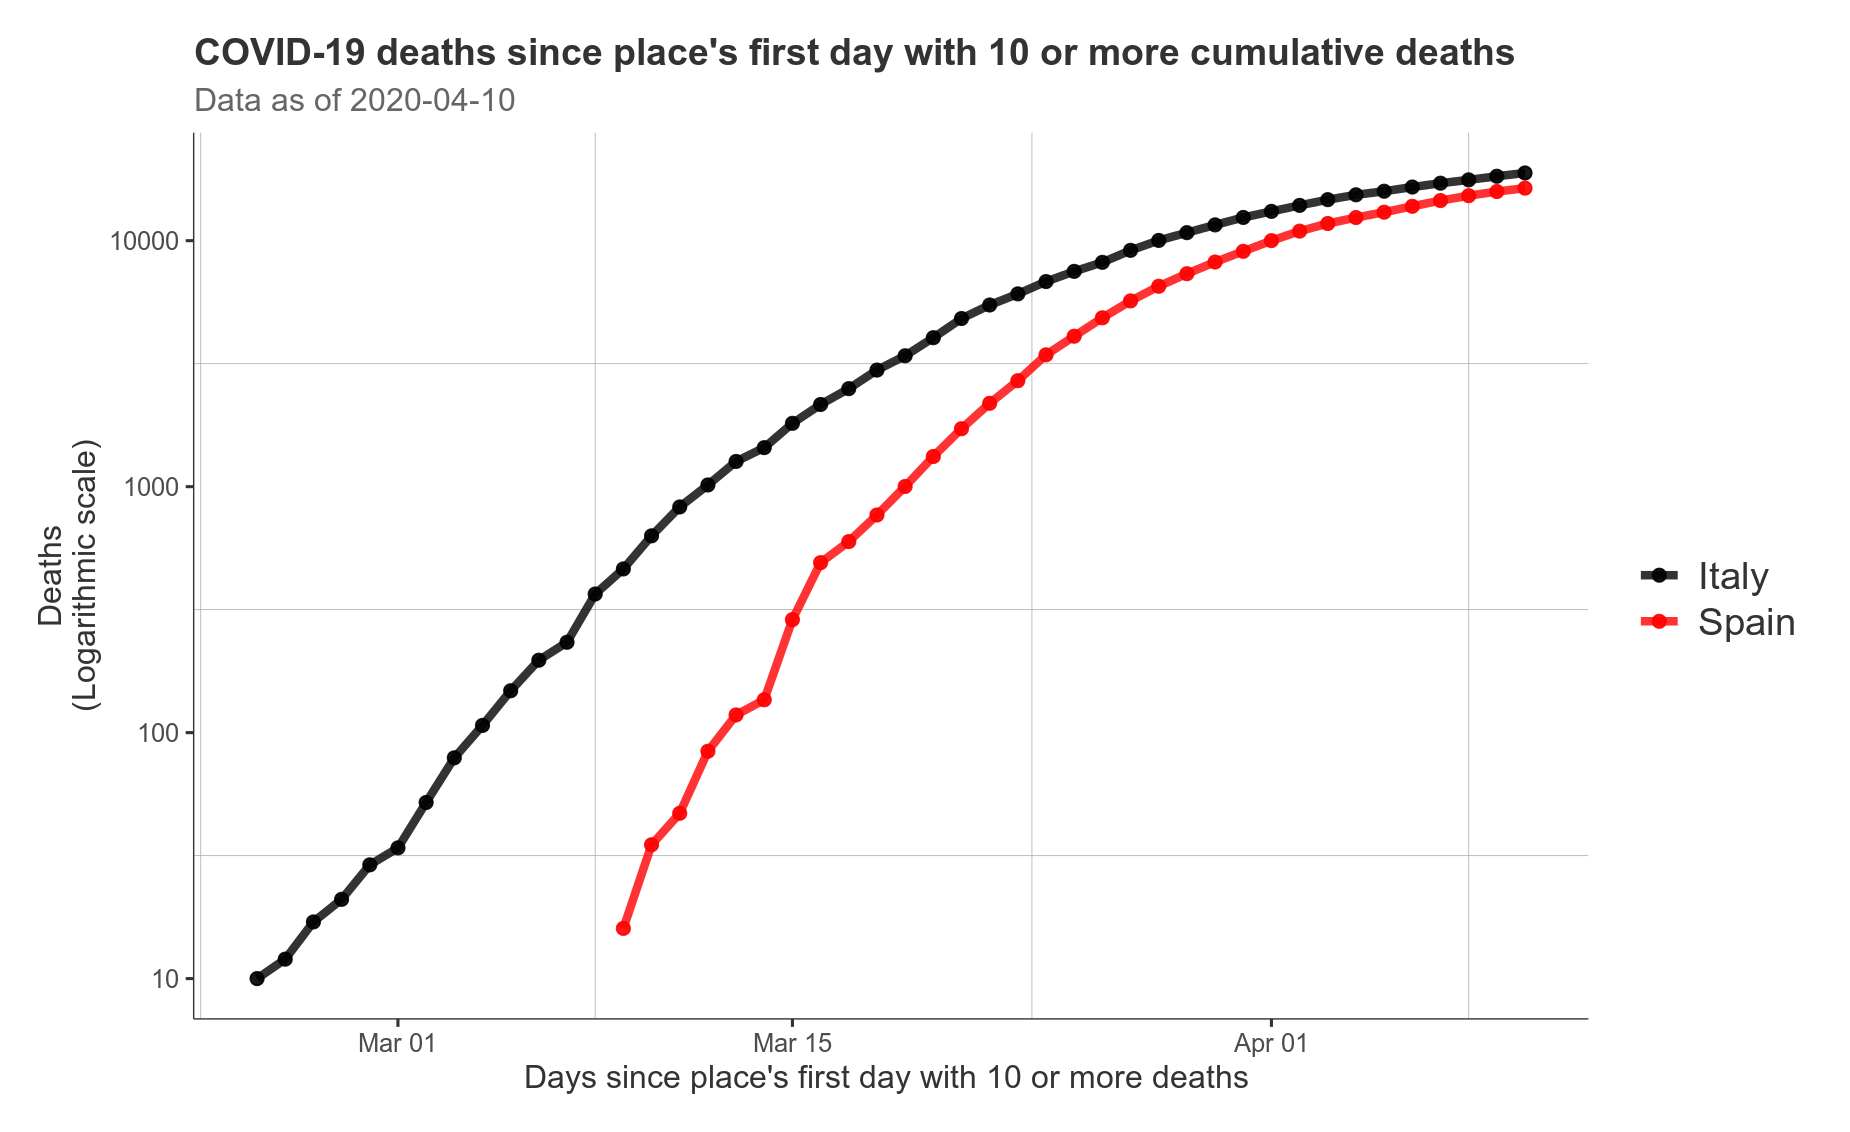 COVID-19 deaths since place's first day with 10 or more cumulative deaths
Data as of 2020-04-10
Deaths
(Logarithmic scale)
10000
1000
100
10
Mar 01
Mar 15
Apr 01
Days since place's first day with 10 or more deaths
Italy
Spain